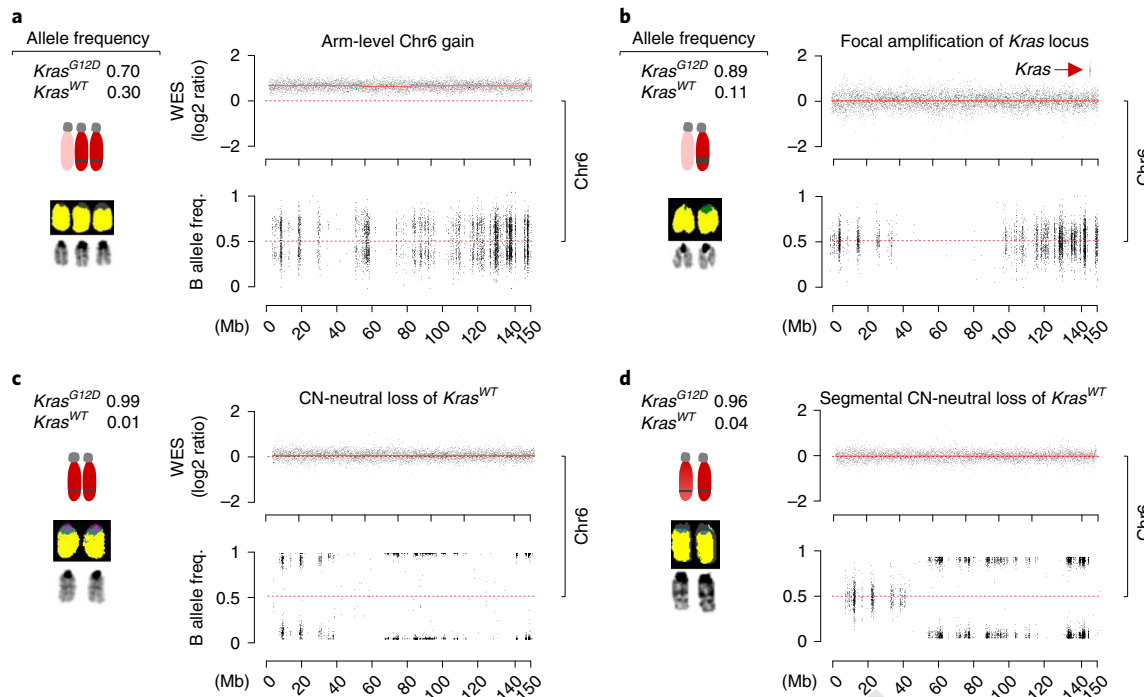 a
Allele frequency
Kras^G12D 0.70
Kras^WT 0.30
Arm-level Chr6 gain
WES
(log2 ratio)
2
0
−2
B allele freq.
1
0.5
0
(Mb)
0 20 40 60 80 100 120 140 150
Chr6
b
Allele frequency
Kras^G12D 0.89
Kras^WT 0.11
Focal amplification of Kras locus
Kras
2
0
−2
1
0.5
0
0 20 40 60 80 100 120 140 150
Chr6
c
Kras^G12D 0.99
Kras^WT 0.01
CN-neutral loss of Kras^WT
WES
(log2 ratio)
2
0
−2
B allele freq.
1
0.5
0
(Mb)
0 20 40 60 80 100 120 140 150
Chr6
d
Kras^G12D 0.96
Kras^WT 0.04
Segmental CN-neutral loss of Kras^WT
2
0
−2
1
0.5
0
0 20 40 60 80 100 120 140 150
Chr6